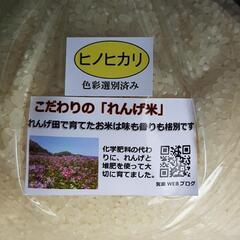 ヒノヒカリ
色彩選別済み
こだわりの「れんげ米」
れんげ田で育てたお米は味も香りも格別です
化学肥料の代わ
りに、れんげと
堆肥を使って大
切に育てました。
WEBブログ